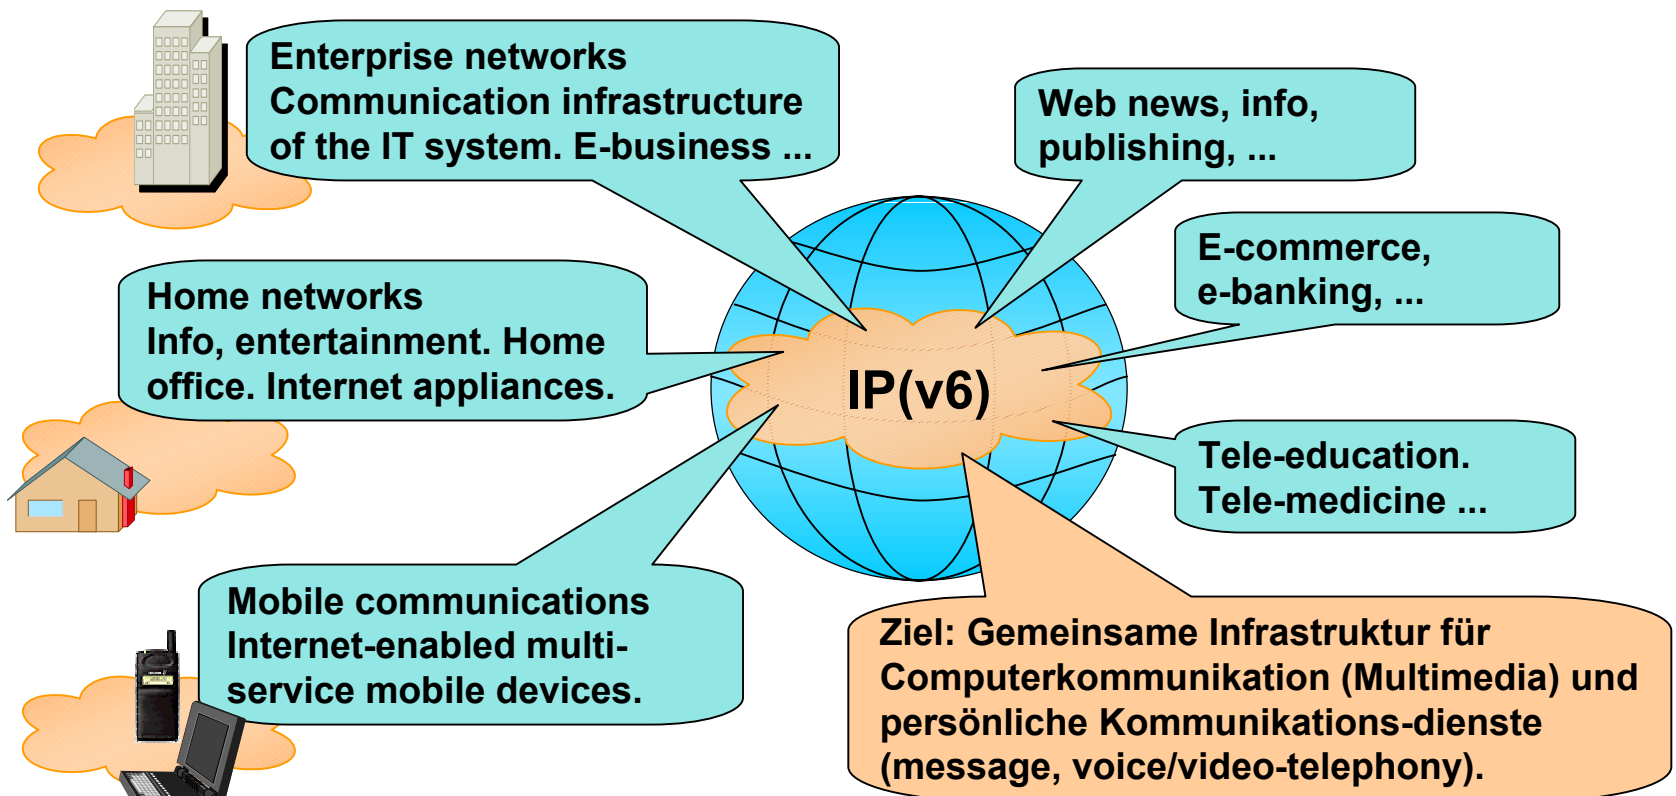 Enterprise networks
Communication infrastructure
of the IT system. E-business ...
Web news, info,
publishing, ...
E-commerce,
e-banking, ...
Home networks
Info, entertainment. Home
office. Internet appliances.
IP(v6)
Tele-education.
Tele-medicine ...
Mobile communications
Internet-enabled multi-
service mobile devices.
Ziel: Gemeinsame Infrastruktur für
Computerkommunikation (Multimedia) und
persönliche Kommunikations-dienste
(message, voice/video-telephony).